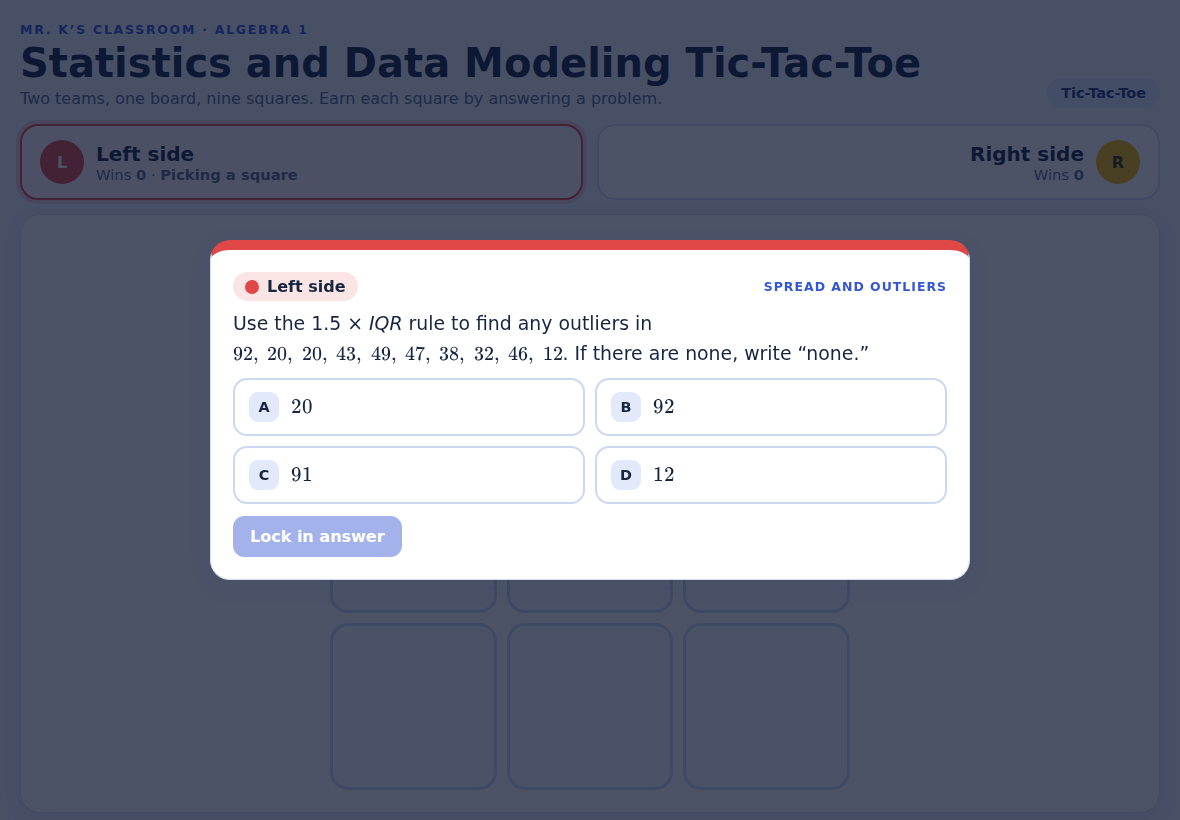 MR. K'S CLASSROOM · ALGEBRA 1
Statistics and Data Modeling Tic-Tac-Toe
Two teams, one board, nine squares. Earn each square by answering a problem.
Tic-Tac-Toe
L
Left side
Wins 0 · Picking a square
Right side
Wins 0
R
Left side
SPREAD AND OUTLIERS
Use the 1.5 × IQR rule to find any outliers in
92, 20, 20, 43, 49, 47, 38, 32, 46, 12. If there are none, write “none.”
A 20
B 92
C 91
D 12
Lock in answer